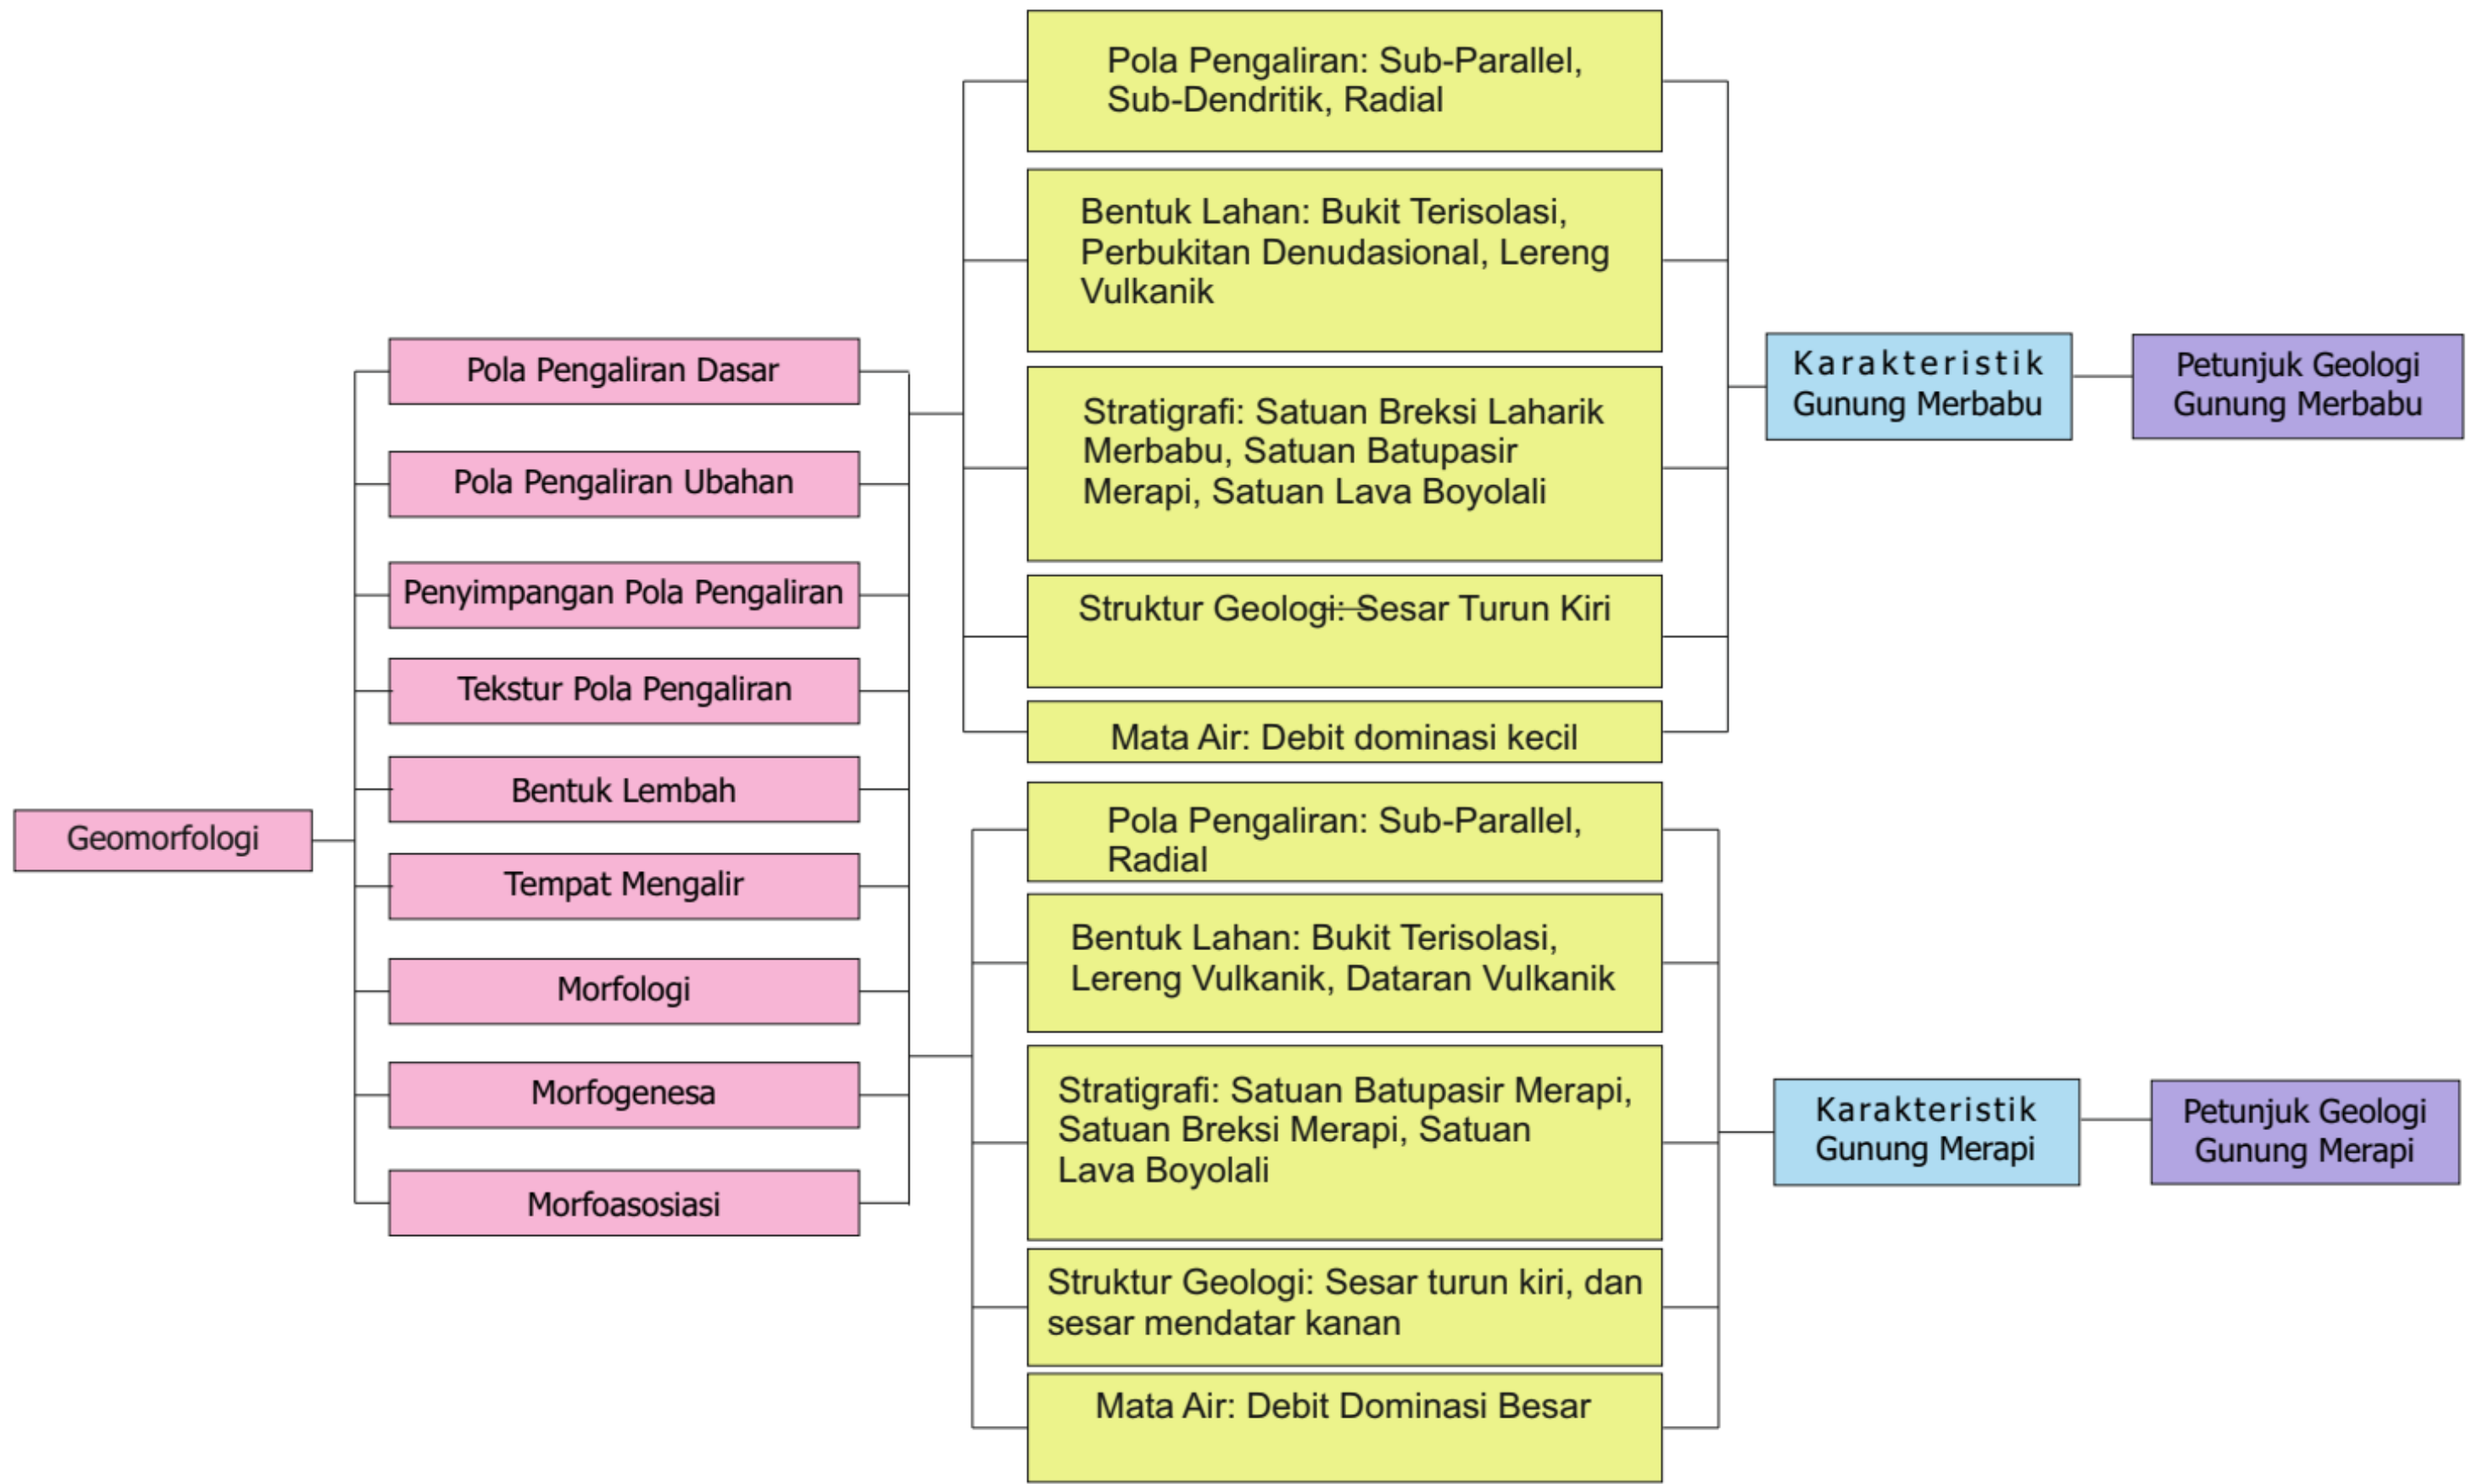 Geomorfologi
Pola Pengaliran Dasar
Pola Pengaliran Ubahan
Penyimpangan Pola Pengaliran
Tekstur Pola Pengaliran
Bentuk Lembah
Tempat Mengalir
Morfologi
Morfogenesa
Morfoasosiasi
Pola Pengaliran: Sub-Parallel,
Sub-Dendritik, Radial
Bentuk Lahan: Bukit Terisolasi,
Perbukitan Denudasional, Lereng
Vulkanik
Stratigrafi: Satuan Breksi Laharik
Merbabu, Satuan Batupasir
Merapi, Satuan Lava Boyolali
Struktur Geologi: Sesar Turun Kiri
Mata Air: Debit dominasi kecil
Karakteristik
Gunung Merbabu
Petunjuk Geologi
Gunung Merbabu
Pola Pengaliran: Sub-Parallel,
Radial
Bentuk Lahan: Bukit Terisolasi,
Lereng Vulkanik, Dataran Vulkanik
Stratigrafi: Satuan Batupasir Merapi,
Satuan Breksi Merapi, Satuan
Lava Boyolali
Struktur Geologi: Sesar turun kiri, dan
sesar mendatar kanan
Mata Air: Debit Dominasi Besar
Karakteristik
Gunung Merapi
Petunjuk Geologi
Gunung Merapi